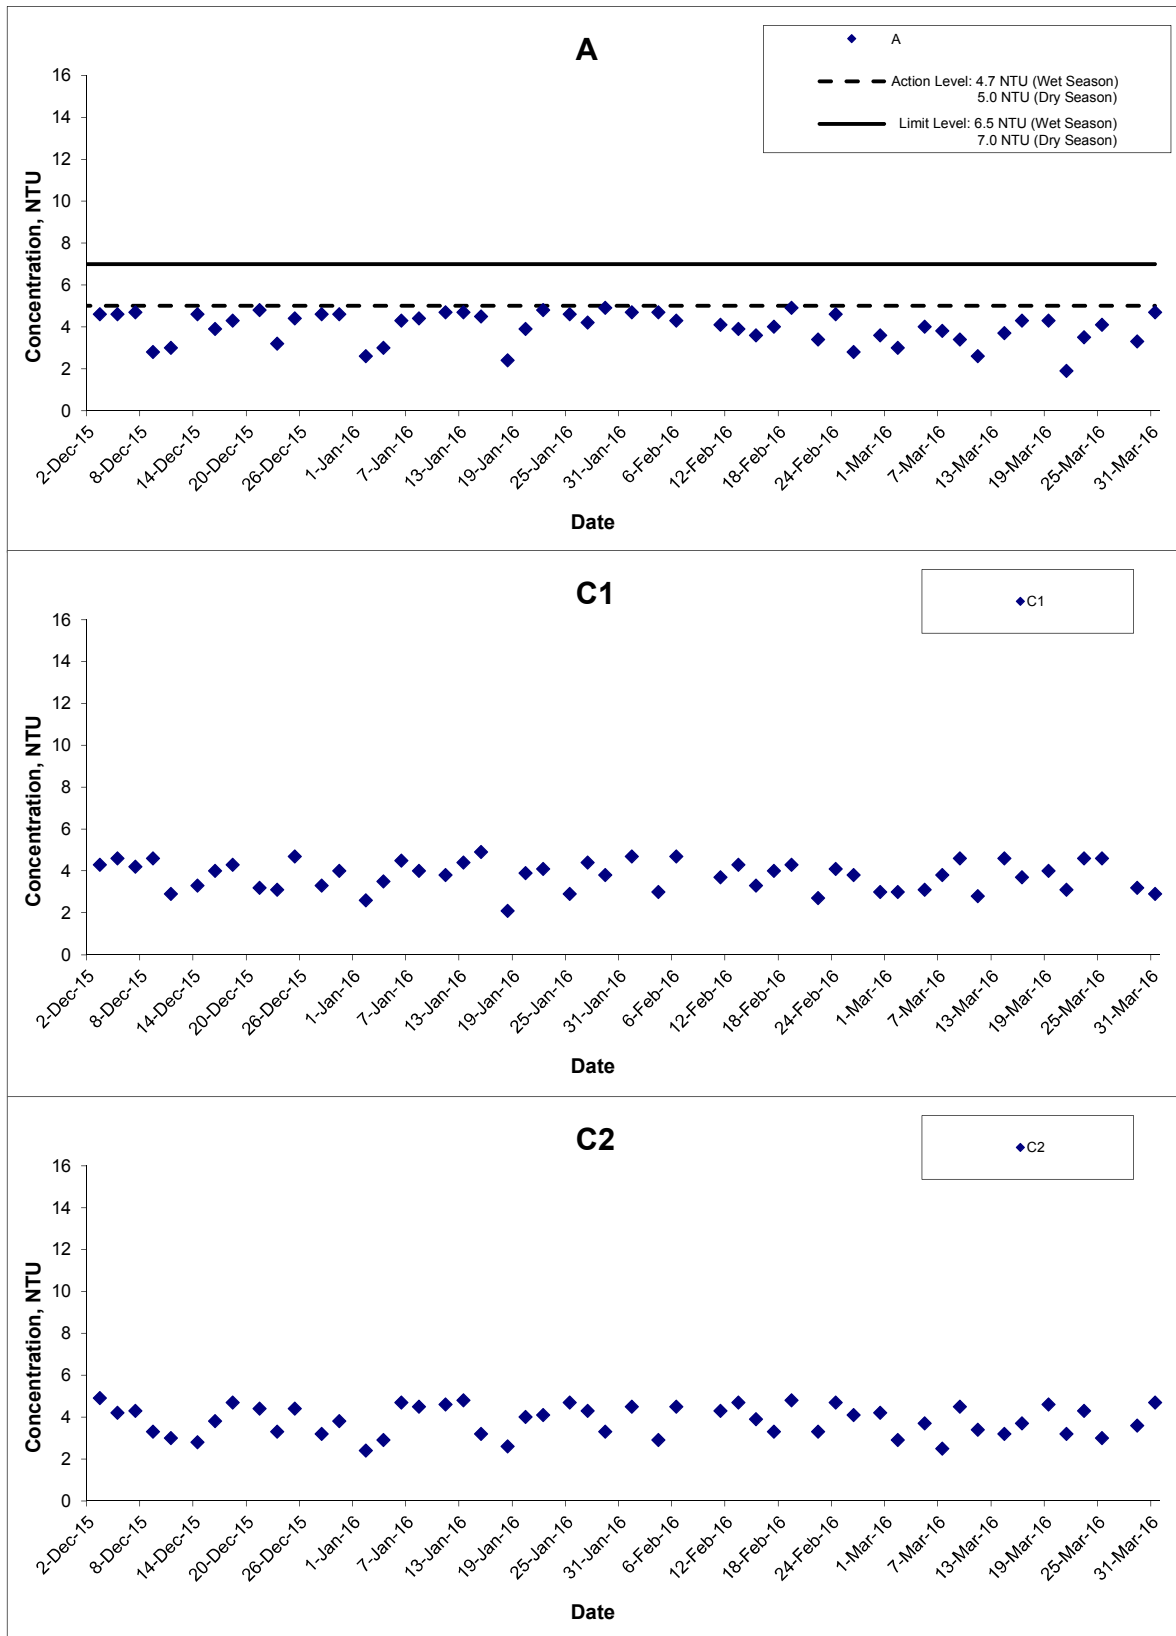 A
A
Action Level: 4.7 NTU (Wet Season)
5.0 NTU (Dry Season)
Limit Level: 6.5 NTU (Wet Season)
7.0 NTU (Dry Season)
Concentration, NTU
16
14
12
10
8
6
4
2
0
2-Dec-15
8-Dec-15
14-Dec-15
20-Dec-15
26-Dec-15
1-Jan-16
7-Jan-16
13-Jan-16
19-Jan-16
25-Jan-16
31-Jan-16
6-Feb-16
12-Feb-16
18-Feb-16
24-Feb-16
1-Mar-16
7-Mar-16
13-Mar-16
19-Mar-16
25-Mar-16
31-Mar-16
Date
C1
C1
Concentration, NTU
16
14
12
10
8
6
4
2
0
2-Dec-15
8-Dec-15
14-Dec-15
20-Dec-15
26-Dec-15
1-Jan-16
7-Jan-16
13-Jan-16
19-Jan-16
25-Jan-16
31-Jan-16
6-Feb-16
12-Feb-16
18-Feb-16
24-Feb-16
1-Mar-16
7-Mar-16
13-Mar-16
19-Mar-16
25-Mar-16
31-Mar-16
Date
C2
C2
Concentration, NTU
16
14
12
10
8
6
4
2
0
2-Dec-15
8-Dec-15
14-Dec-15
20-Dec-15
26-Dec-15
1-Jan-16
7-Jan-16
13-Jan-16
19-Jan-16
25-Jan-16
31-Jan-16
6-Feb-16
12-Feb-16
18-Feb-16
24-Feb-16
1-Mar-16
7-Mar-16
13-Mar-16
19-Mar-16
25-Mar-16
31-Mar-16
Date